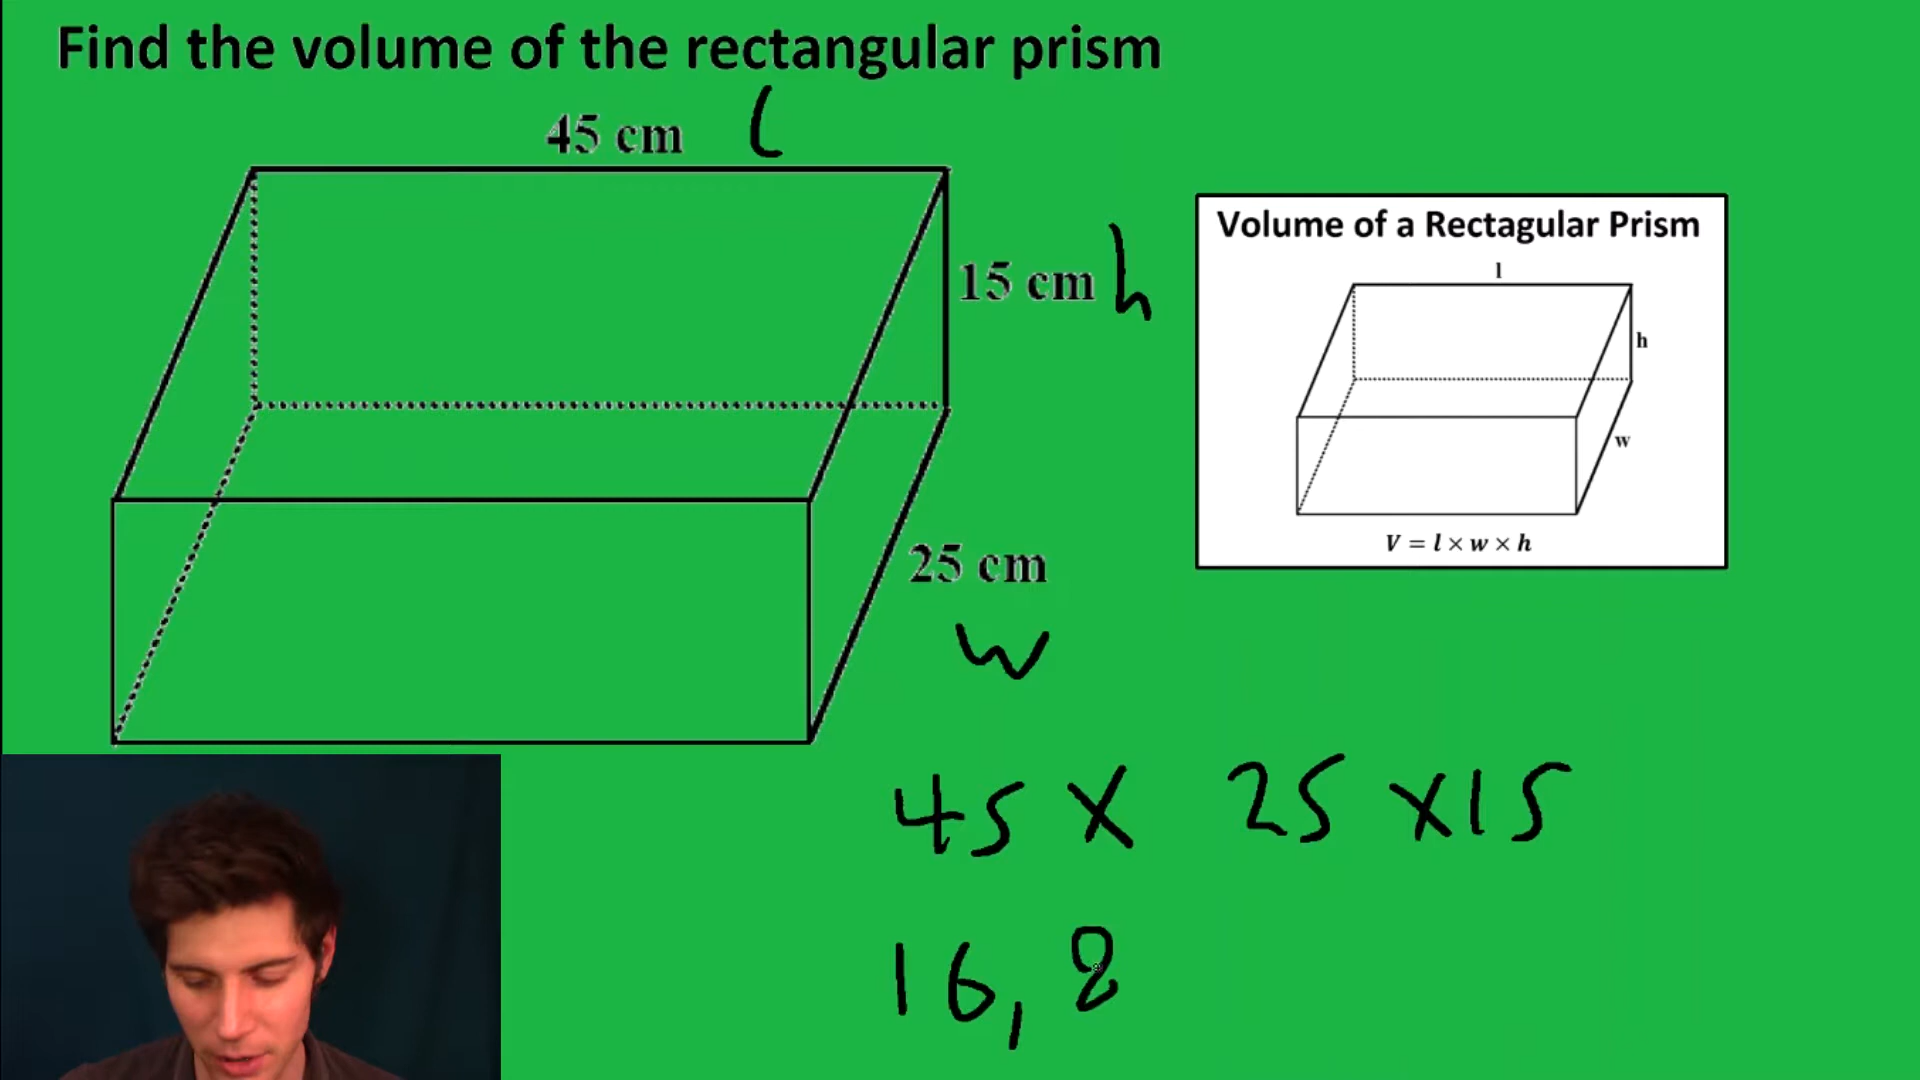 Find the volume of the rectangular prism
45 cm l
15 cm h
25 cm
w
Volume of a Rectagular Prism
l
h
w
V = l × w × h
45 x 25 x 15
16,8